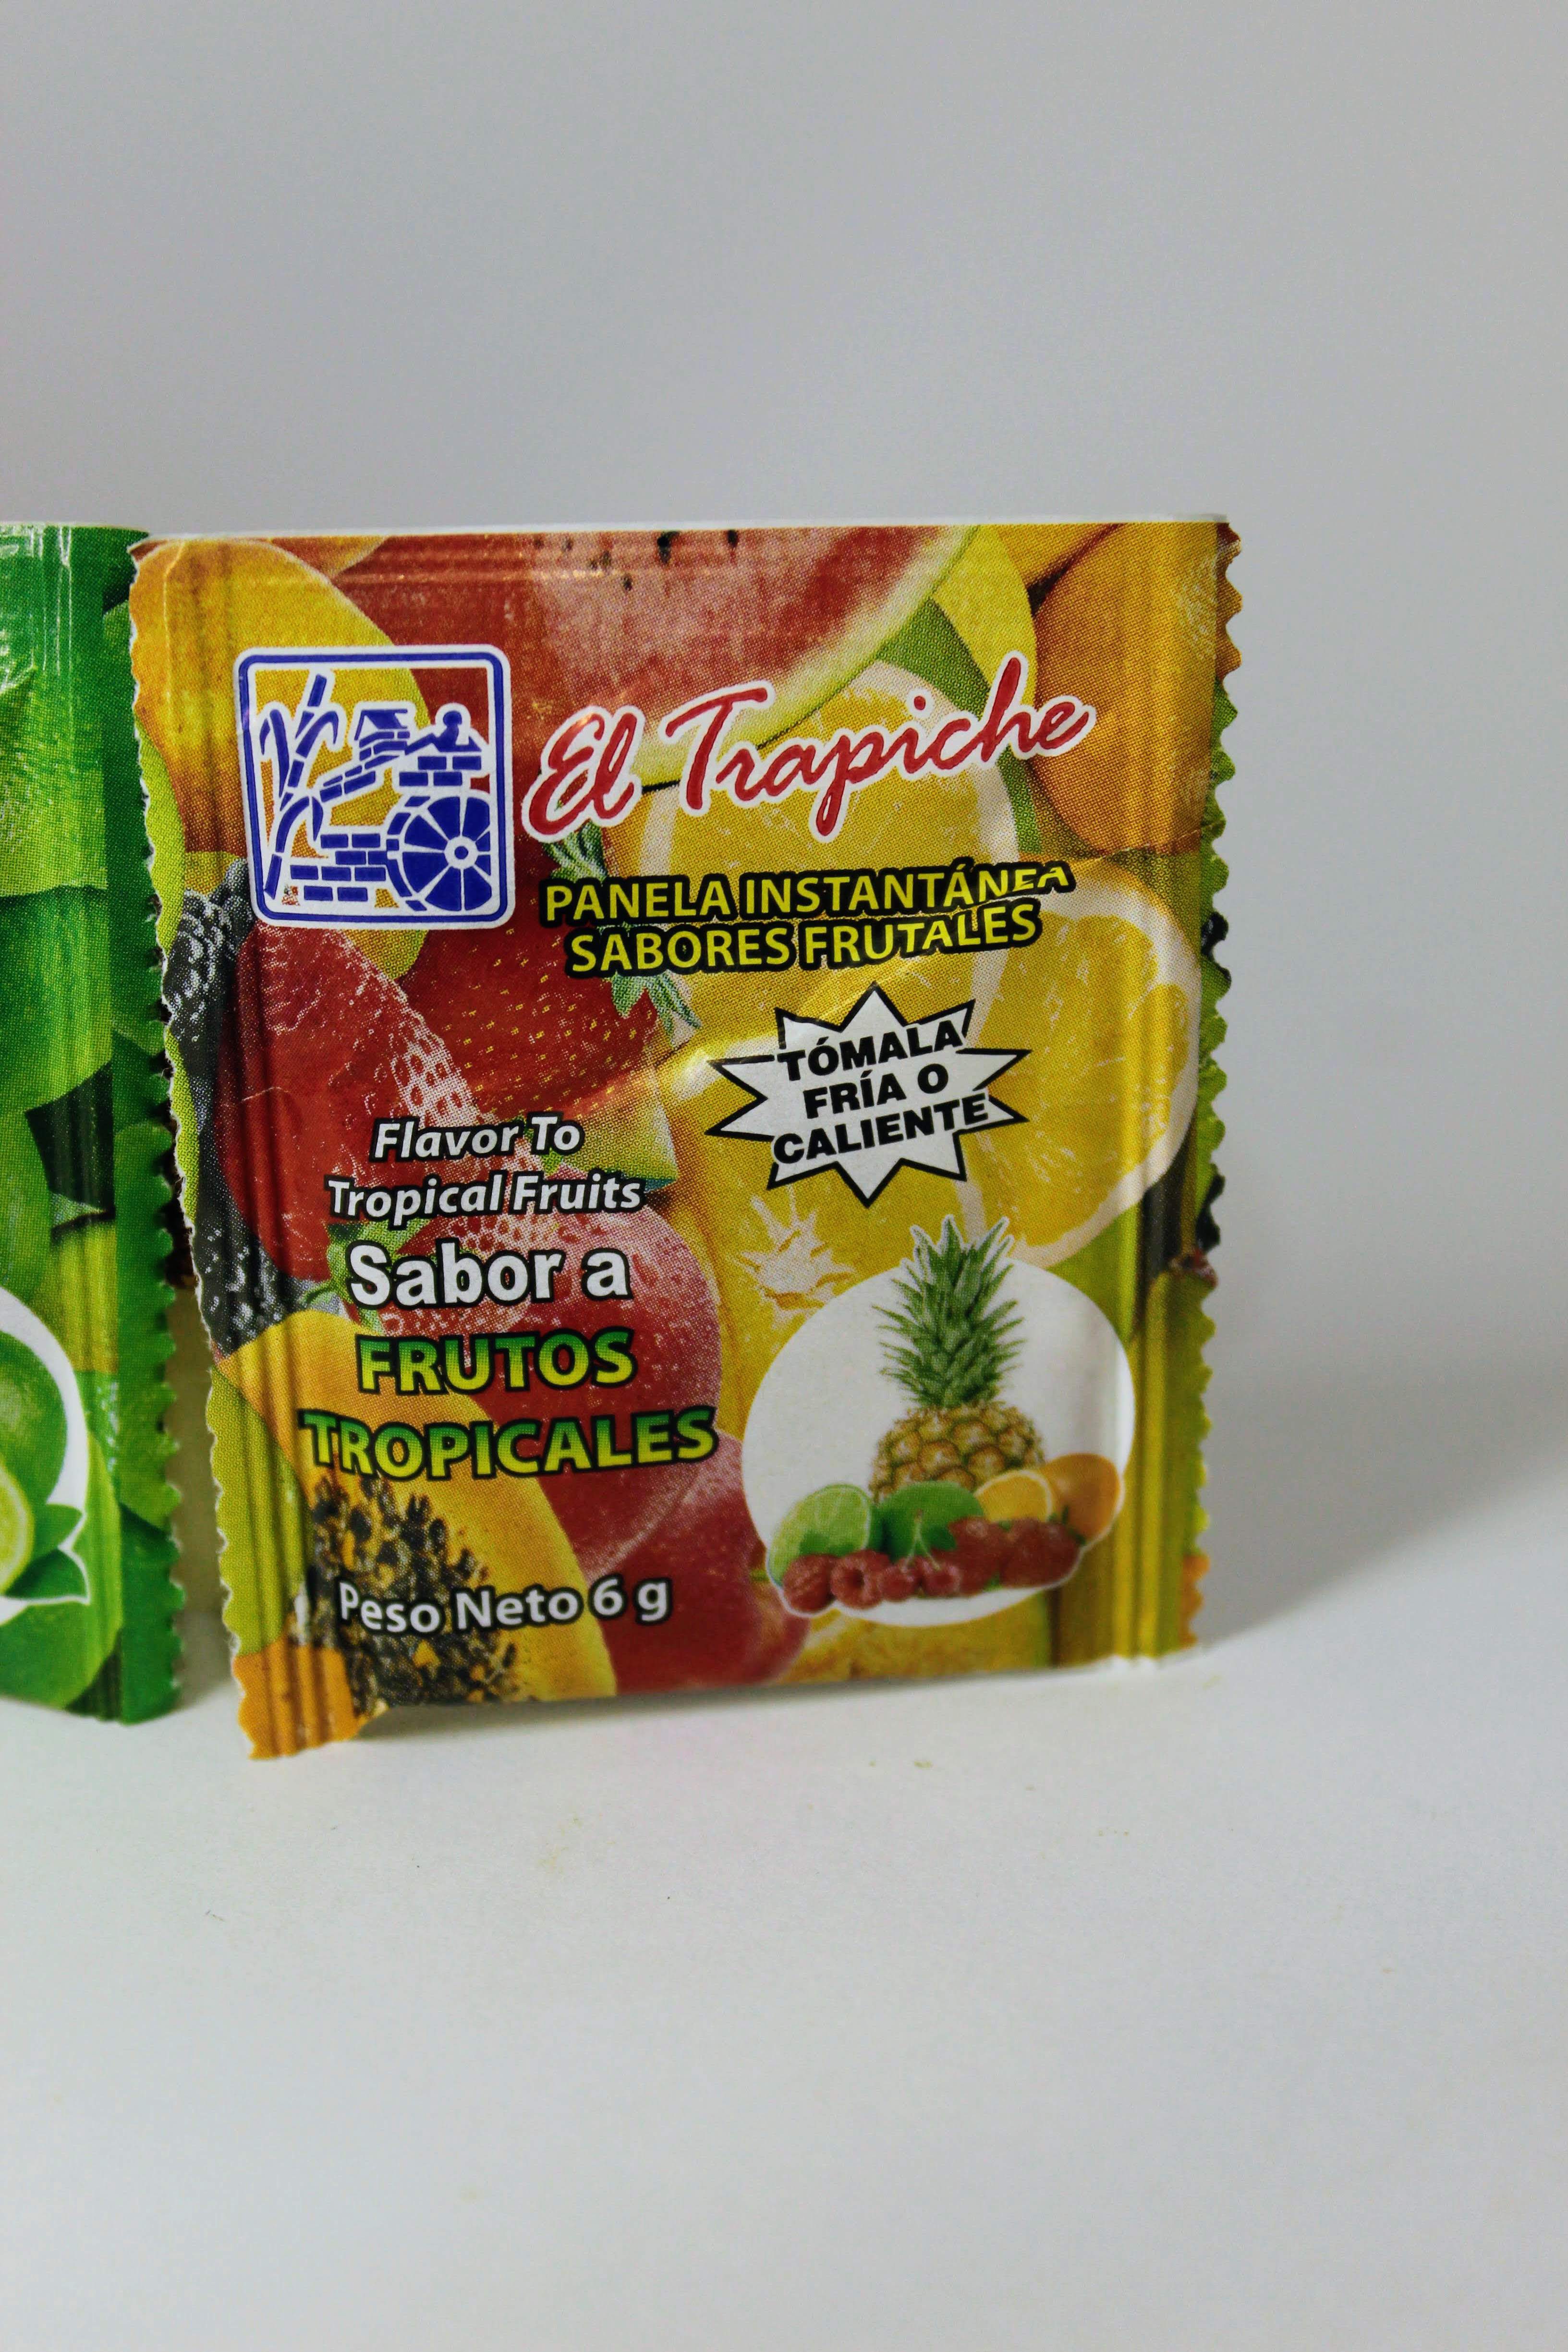 El Trapiche
PANELA INSTANTÁNEA
SABORES FRUTALES
TÓMALA
FRÍA O
CALIENTE
Flavor To
Tropical Fruits
Sabor a
FRUTOS
TROPICALES
Peso Neto 6 g